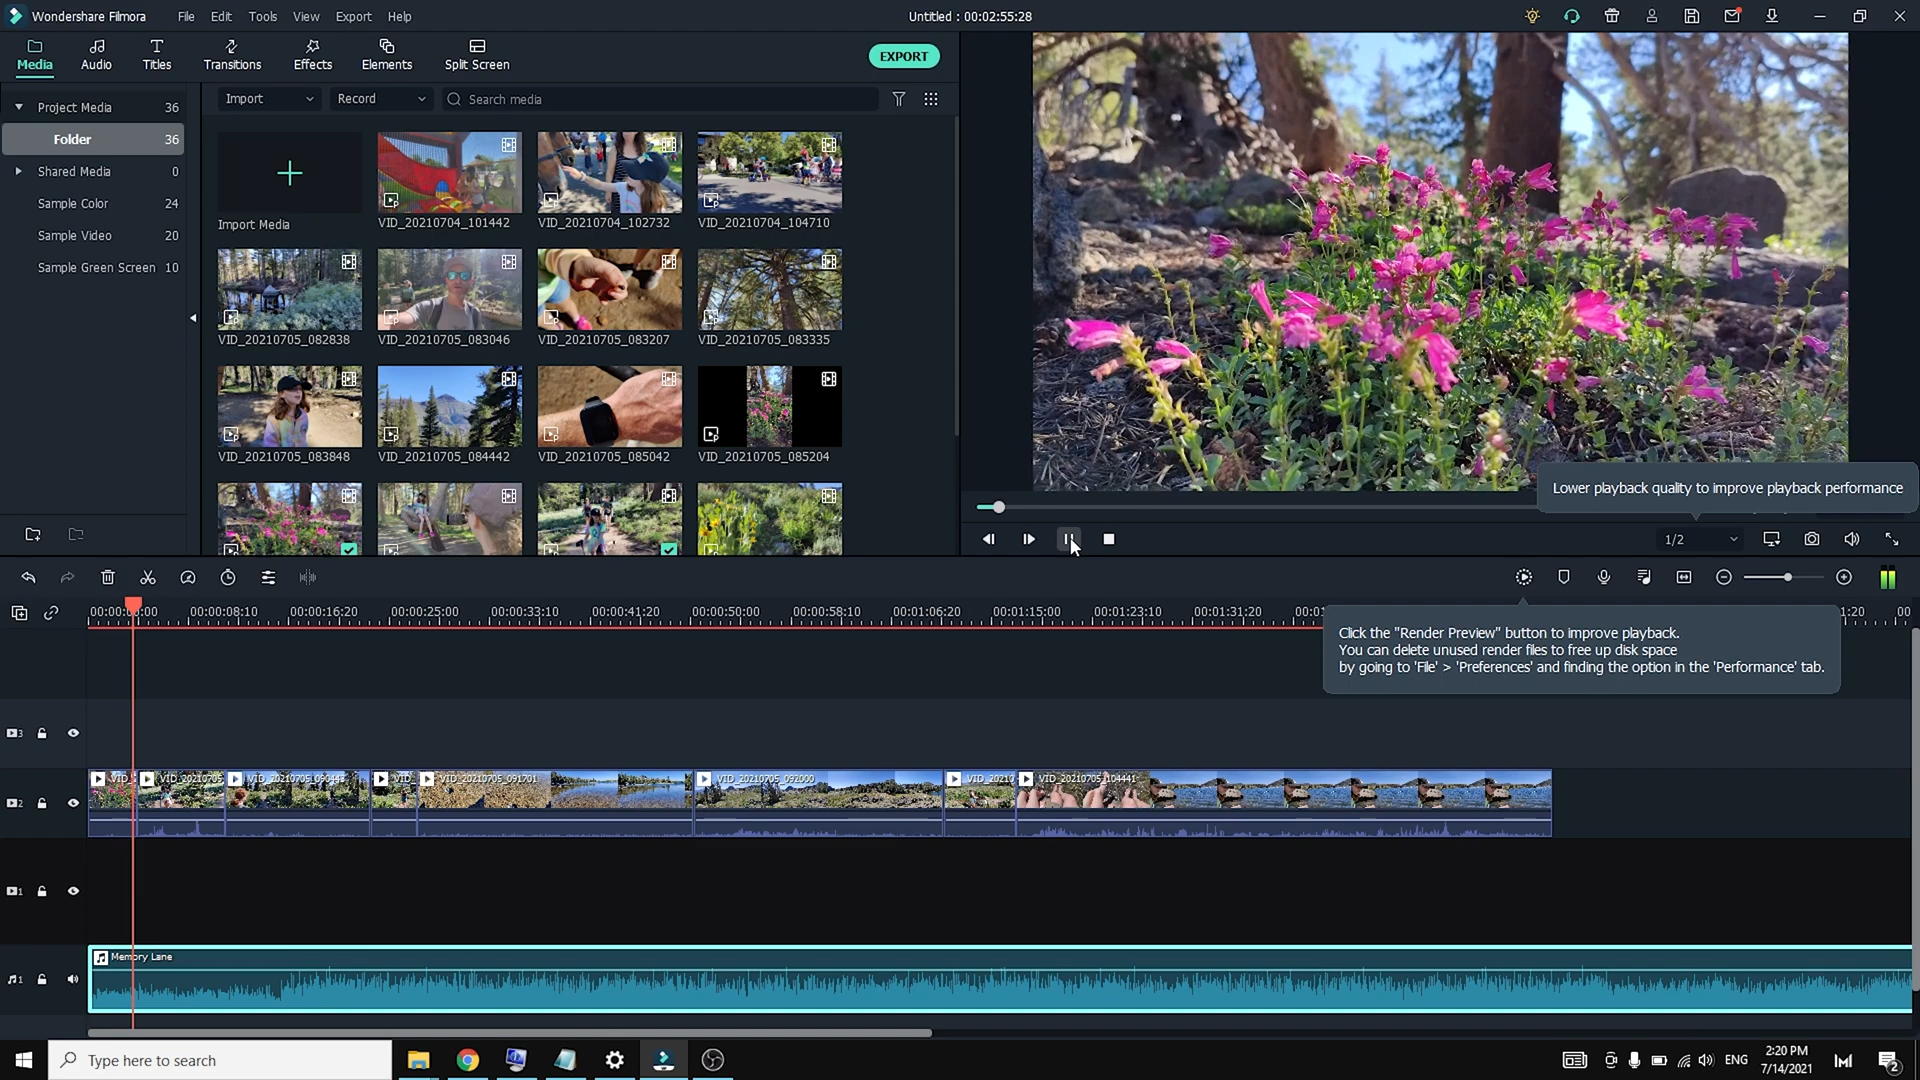 Wondershare Filmora
File
Edit
Tools
View
Export
Help
Untitled : 00:02:55:28
Media
Audio
Titles
Transitions
Effects
Elements
Split Screen
EXPORT
Project Media 36
Folder 36
Shared Media 0
Sample Color 24
Sample Video 20
Sample Green Screen 10
Import
Record
Search media
Import Media
VID_20210704_101442
VID_20210704_102732
VID_20210704_104710
VID_20210705_082838
VID_20210705_083046
VID_20210705_083207
VID_20210705_083335
VID_20210705_083848
VID_20210705_084442
VID_20210705_085042
VID_20210705_085204
Lower playback quality to improve playback performance
1/2
00:00:08:10
00:00:16:20
00:00:25:00
00:00:33:10
00:00:41:20
00:00:50:00
00:00:58:10
00:01:06:20
00:01:15:00
00:01:23:10
00:01:31:20
Click the "Render Preview" button to improve playback.
You can delete unused render files to free up disk space
by going to 'File' > 'Preferences' and finding the option in the 'Performance' tab.
3
2
VID_20210705_091701
VID_20210705_092000
VID_20210705_104441
1
1
Memory Lane
Type here to search
ENG
2:20 PM
7/14/2021
2